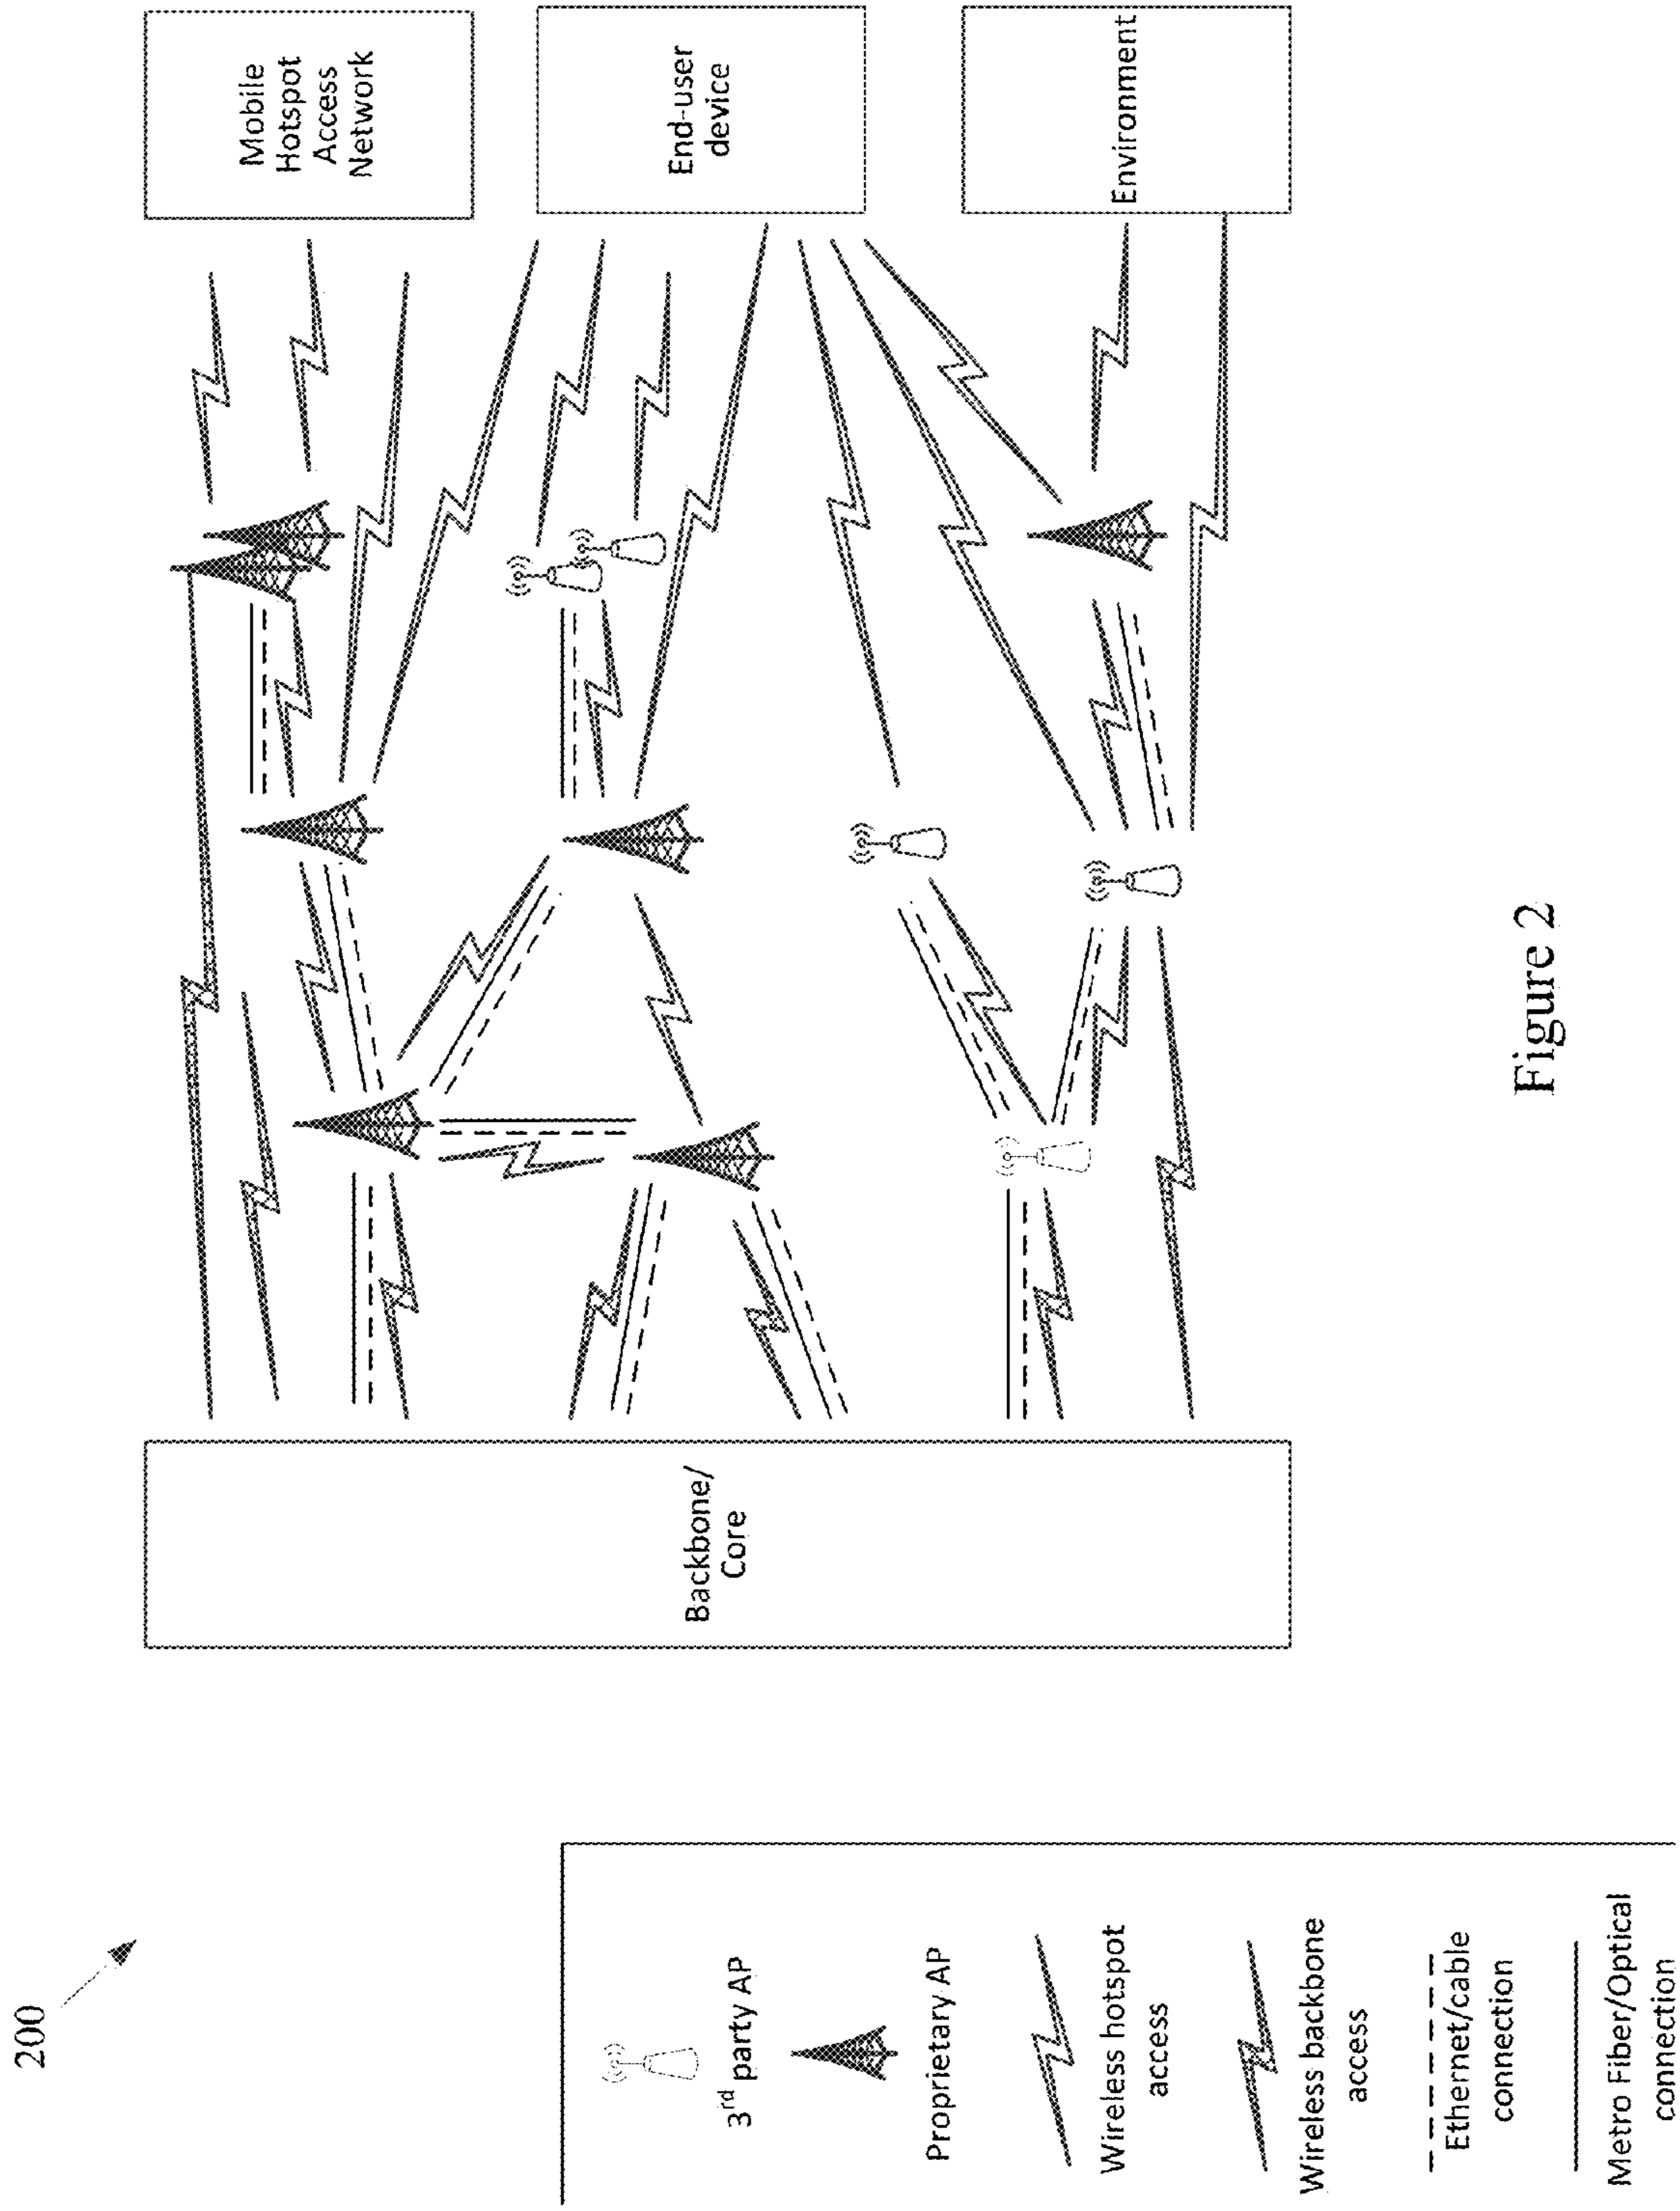 200
Mobile
Hotspot
Access
Network
End-user
device
Environment
Backbone/
Core
3rd party AP
Proprietary AP
Wireless hotspot
access
Wireless backbone
access
Ethernet/cable
connection
Metro Fiber/Optical
connection
Figure 2